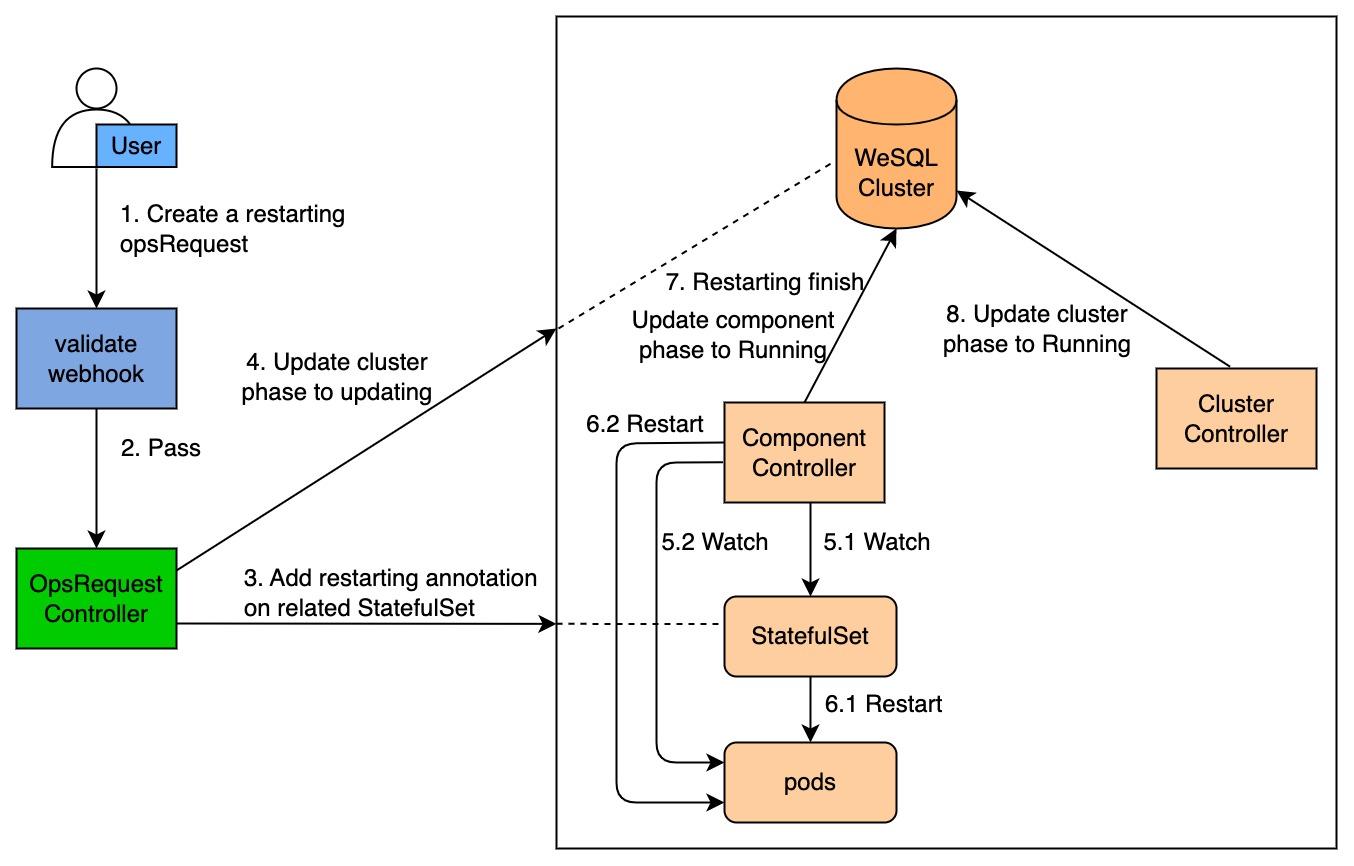 User
1. Create a restarting
opsRequest
validate
webhook
2. Pass
OpsRequest
Controller
3. Add restarting annotation
on related StatefulSet
4. Update cluster
phase to updating
WeSQL
Cluster
7. Restarting finish
Update component
phase to Running
8. Update cluster
phase to Running
Cluster
Controller
Component
Controller
6.2 Restart
5.2 Watch
5.1 Watch
StatefulSet
6.1 Restart
pods